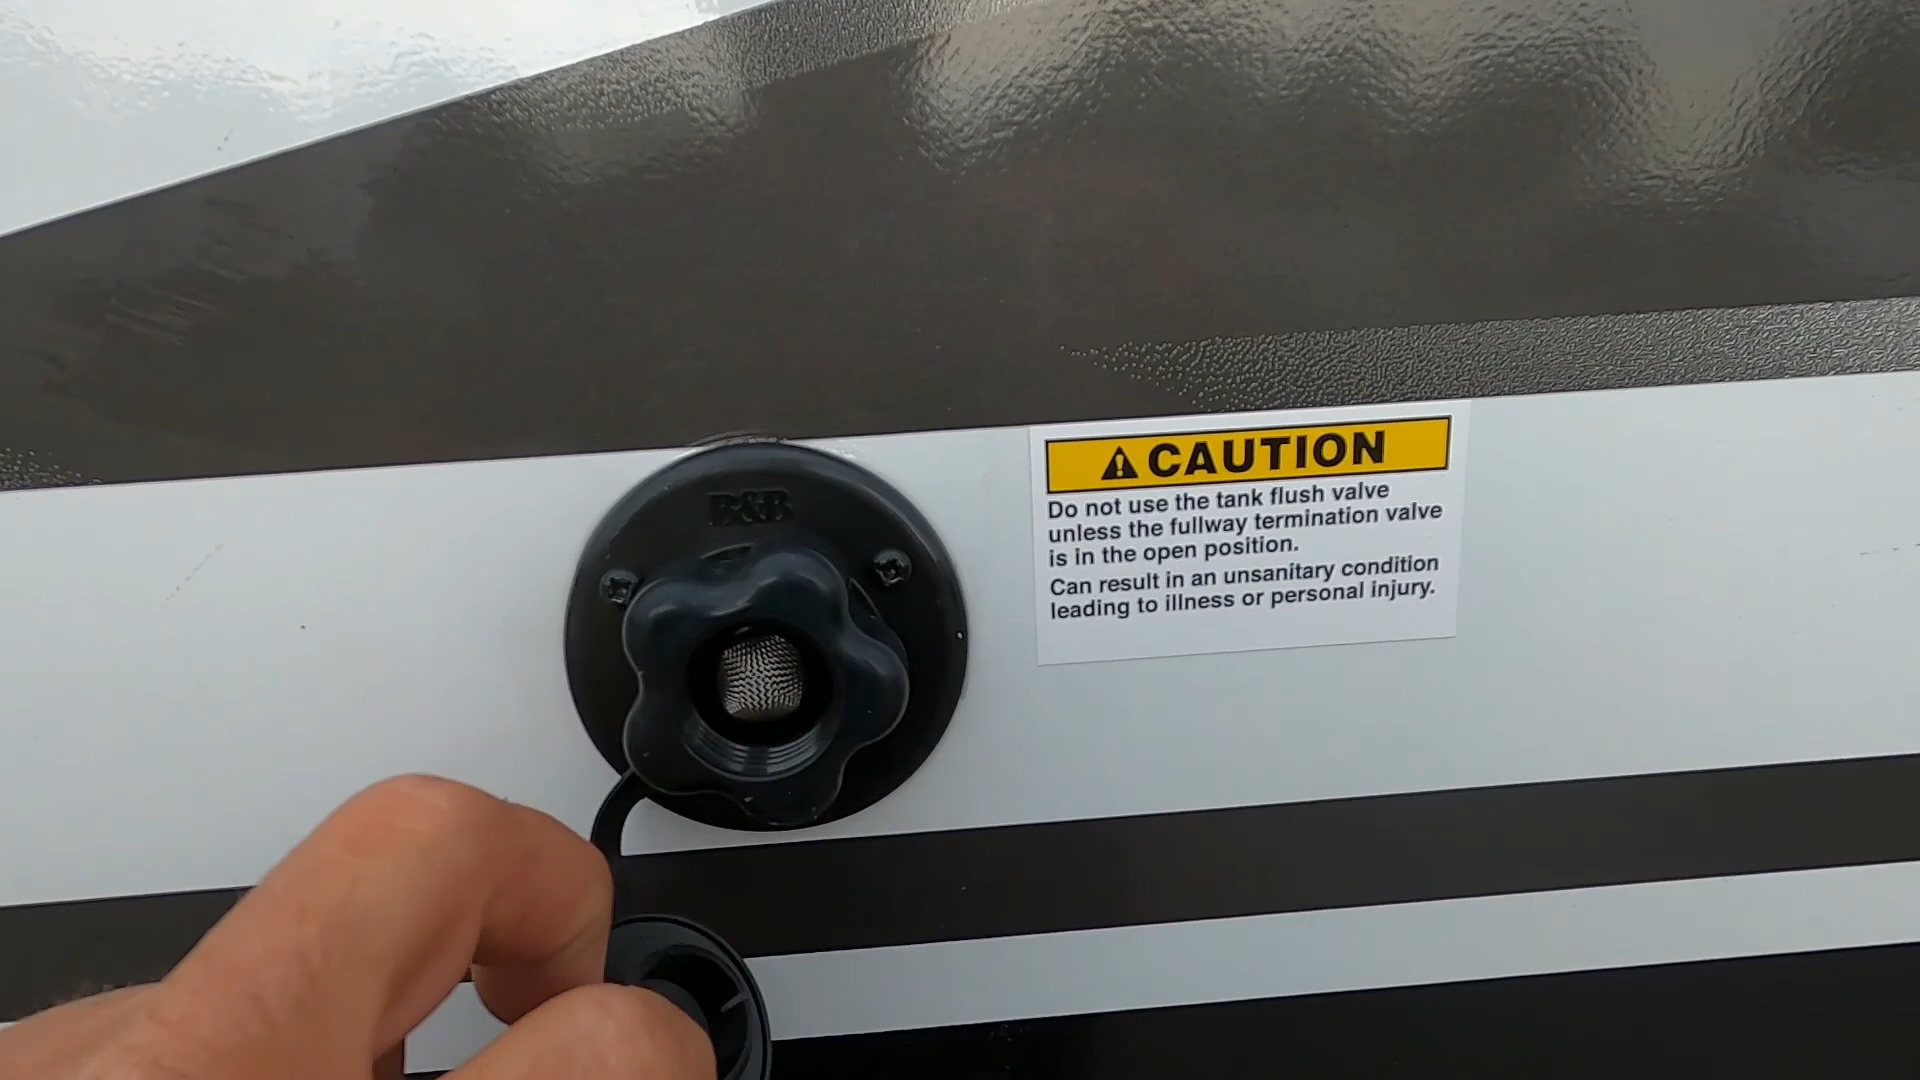 B&B
CAUTION
Do not use the tank flush valve
unless the fullway termination valve
is in the open position.
Can result in an unsanitary condition
leading to illness or personal injury.